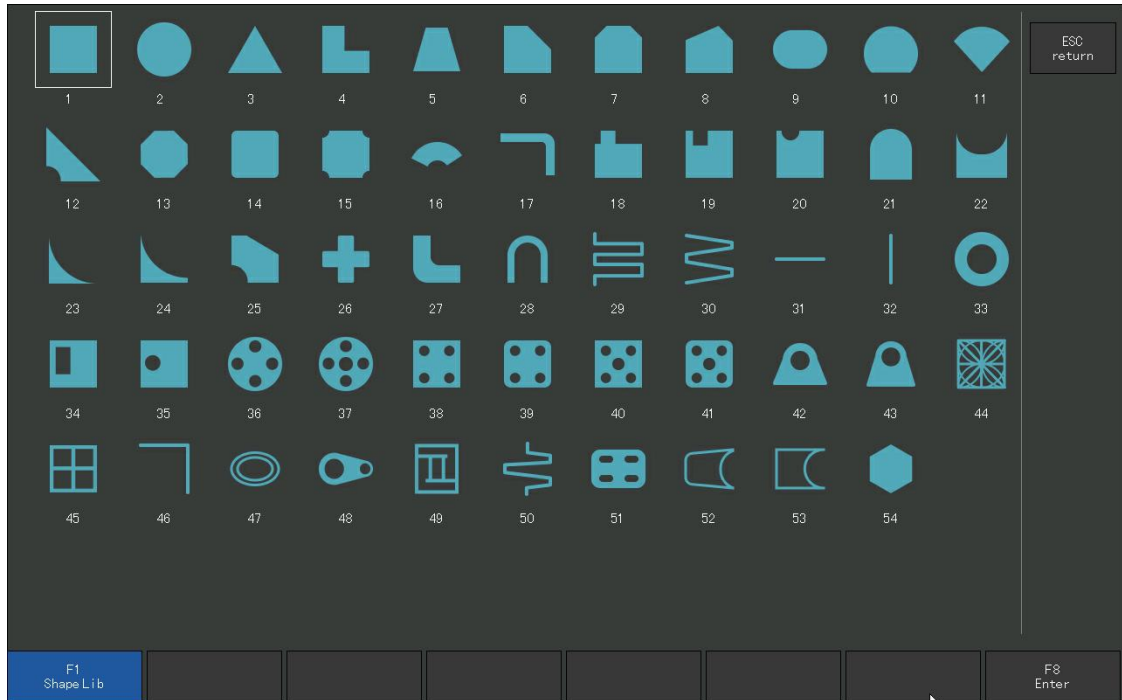 ESC
return
1 2 3 4 5 6 7 8 9 10 11
12 13 14 15 16 17 18 19 20 21 22
23 24 25 26 27 28 29 30 31 32 33
34 35 36 37 38 39 40 41 42 43 44
45 46 47 48 49 50 51 52 53 54
F1
Shape Lib
F8
Enter